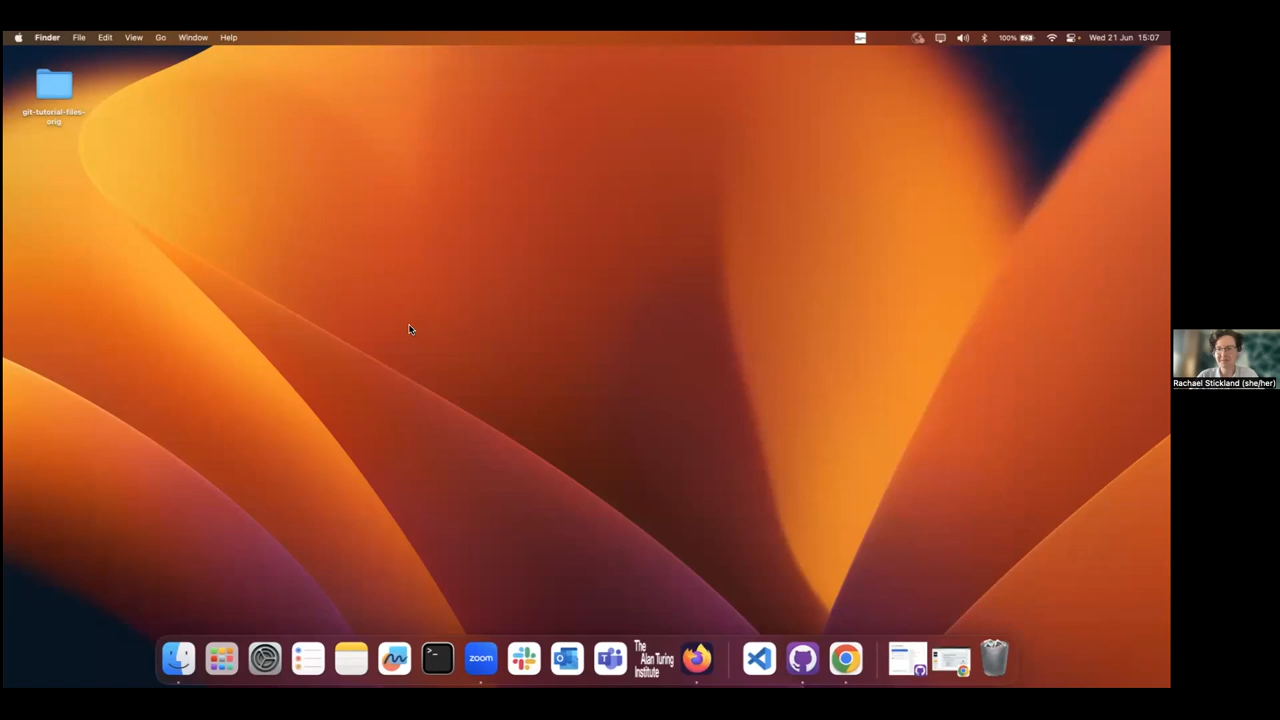 Finder File Edit View Go Window Help
100% Wed 21 Jun 15:07
git-tutorial-files-
orig
Rachael Stickland (she/her)
>_
zoom
The
Alan Turing
Institute